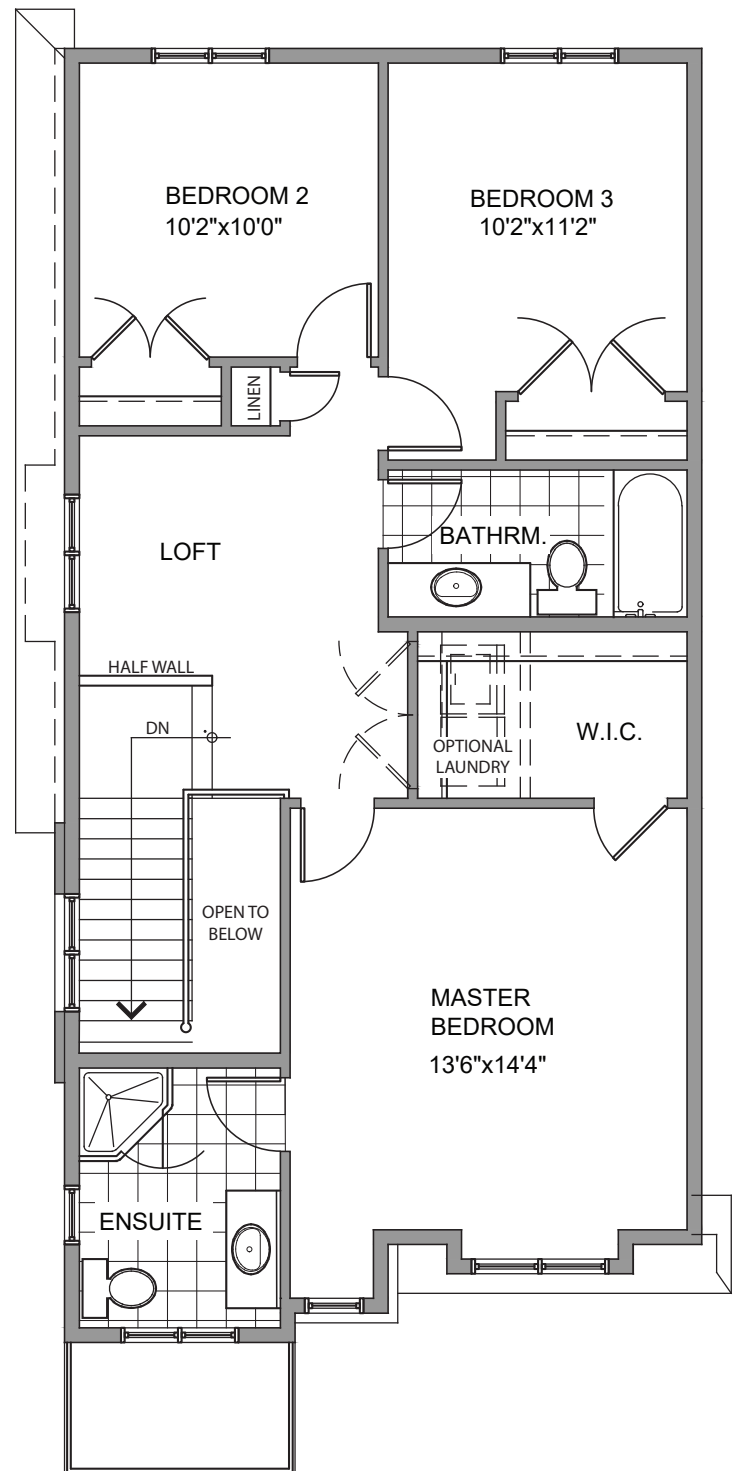 BEDROOM 2
10'2"x10'0"
BEDROOM 3
10'2"x11'2"
LINEN
LOFT
BATHRM.
HALF WALL
DN
W.I.C.
OPTIONAL
LAUNDRY
OPEN TO
BELOW
MASTER
BEDROOM
13'6"x14'4"
ENSUITE